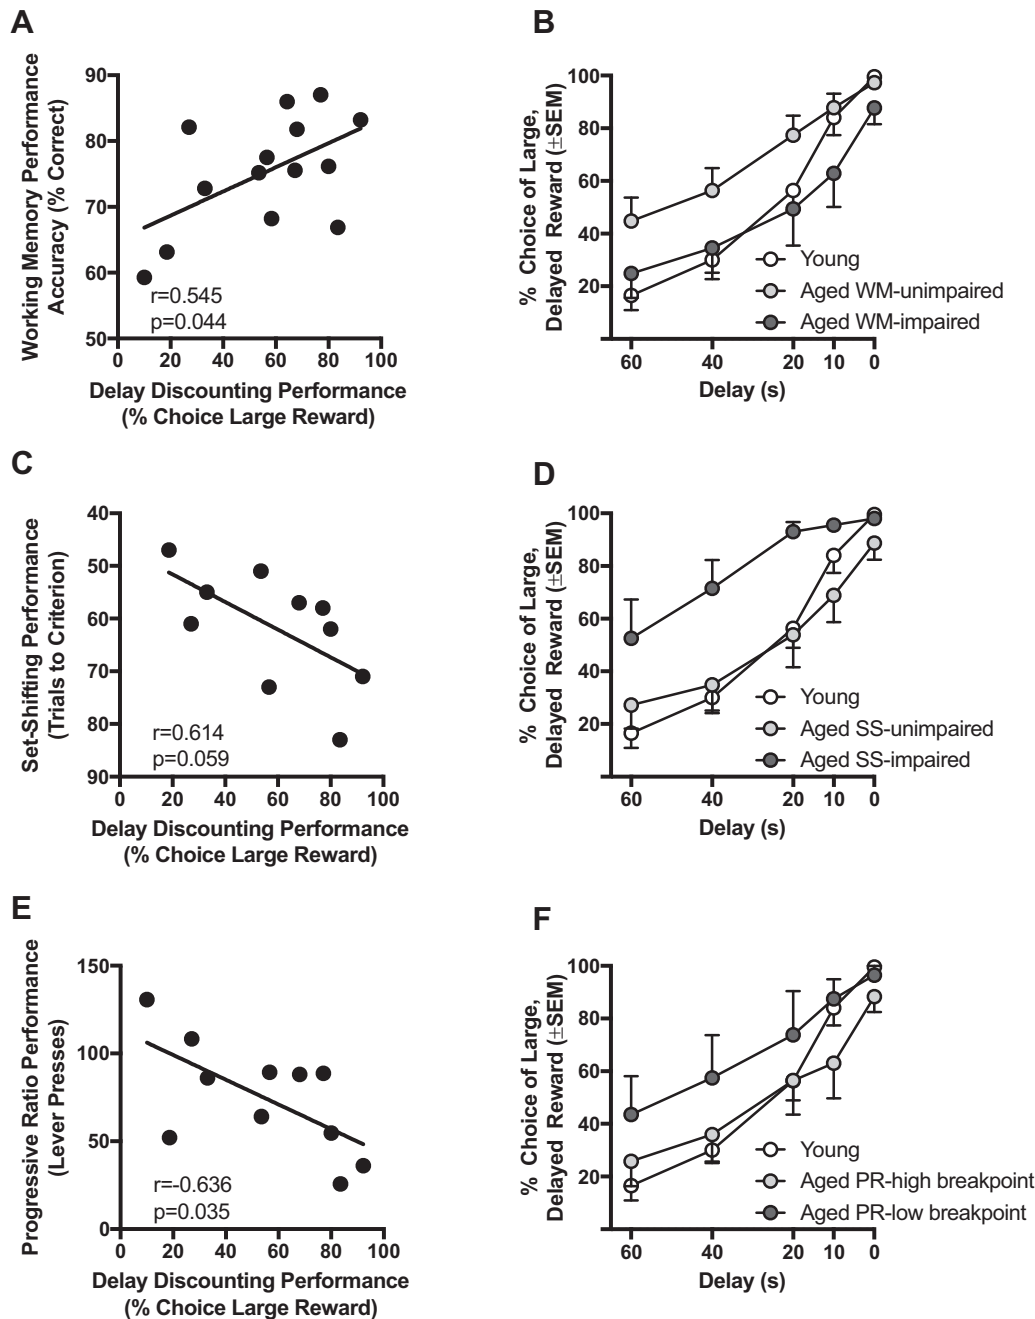 A
Working Memory Performance
Accuracy (% Correct)
90
80
70
60
50
r=0.545
p=0.044
0 20 40 60 80 100
Delay Discounting Performance
(% Choice Large Reward)
B
% Choice of Large,
Delayed Reward (±SEM)
100
80
60
40
20
Young
Aged WM-unimpaired
Aged WM-impaired
60 40 20 10 0
Delay (s)
C
Set-Shifting Performance
(Trials to Criterion)
40
50
60
70
80
90
r=0.614
p=0.059
0 20 40 60 80 100
Delay Discounting Performance
(% Choice Large Reward)
D
% Choice of Large,
Delayed Reward (±SEM)
100
80
60
40
20
Young
Aged SS-unimpaired
Aged SS-impaired
60 40 20 10 0
Delay (s)
E
Progressive Ratio Performance
(Lever Presses)
150
100
50
0
r=-0.636
p=0.035
0 20 40 60 80 100
Delay Discounting Performance
(% Choice Large Reward)
F
% Choice of Large,
Delayed Reward (±SEM)
100
80
60
40
20
Young
Aged PR-high breakpoint
Aged PR-low breakpoint
60 40 20 10 0
Delay (s)